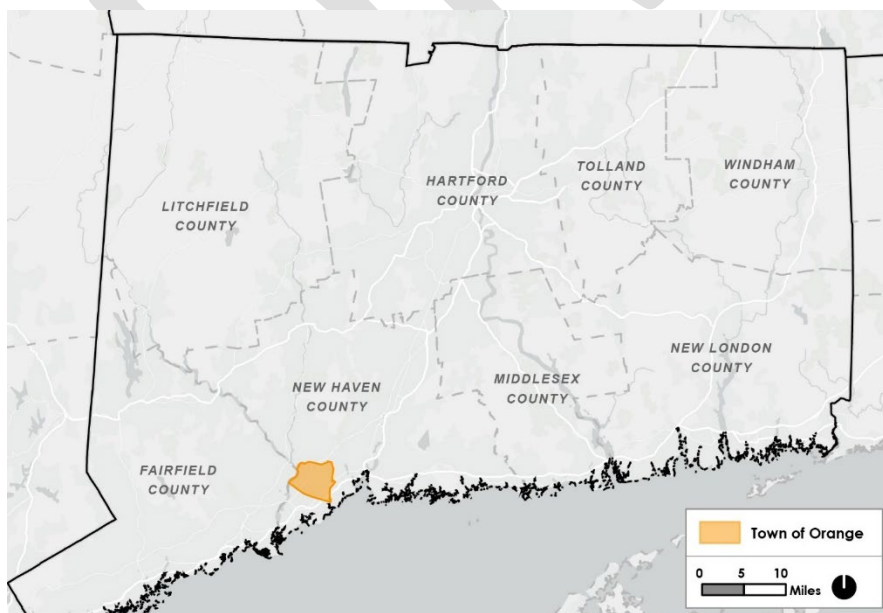 LITCHFIELD
COUNTY
HARTFORD
COUNTY
TOLLAND
COUNTY
WINDHAM
COUNTY
NEW HAVEN
COUNTY
MIDDLESEX
COUNTY
NEW LONDON
COUNTY
FAIRFIELD
COUNTY
Town of Orange
0 5 10
Miles